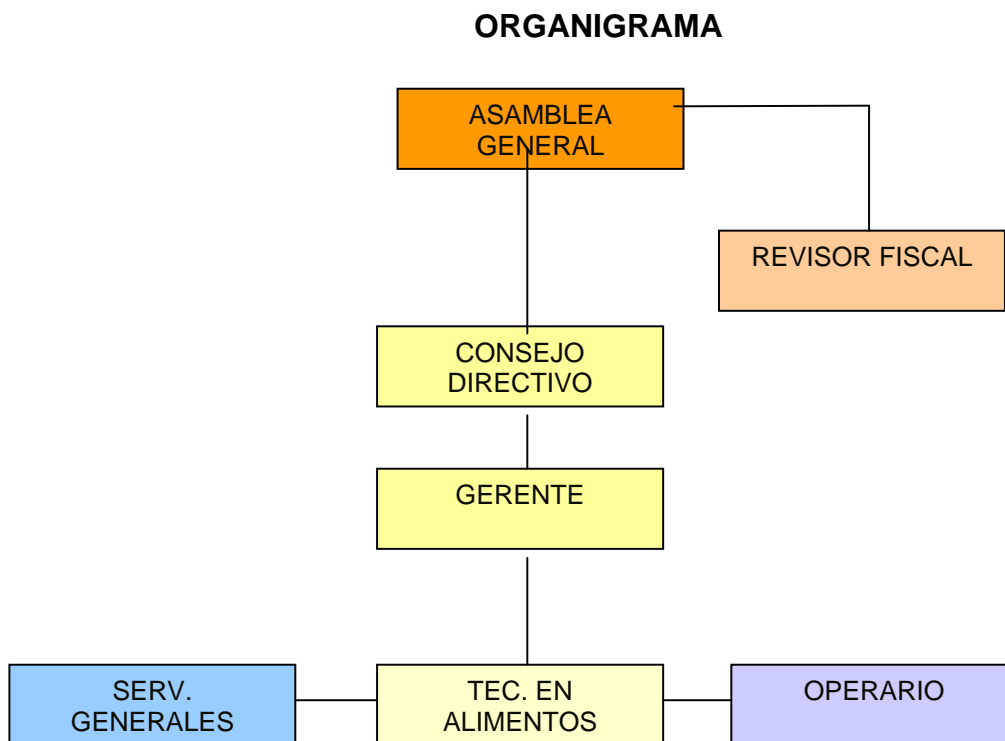 ORGANIGRAMA
ASAMBLEA
GENERAL
REVISOR FISCAL
CONSEJO
DIRECTIVO
GERENTE
SERV.
GENERALES
TEC. EN
ALIMENTOS
OPERARIO